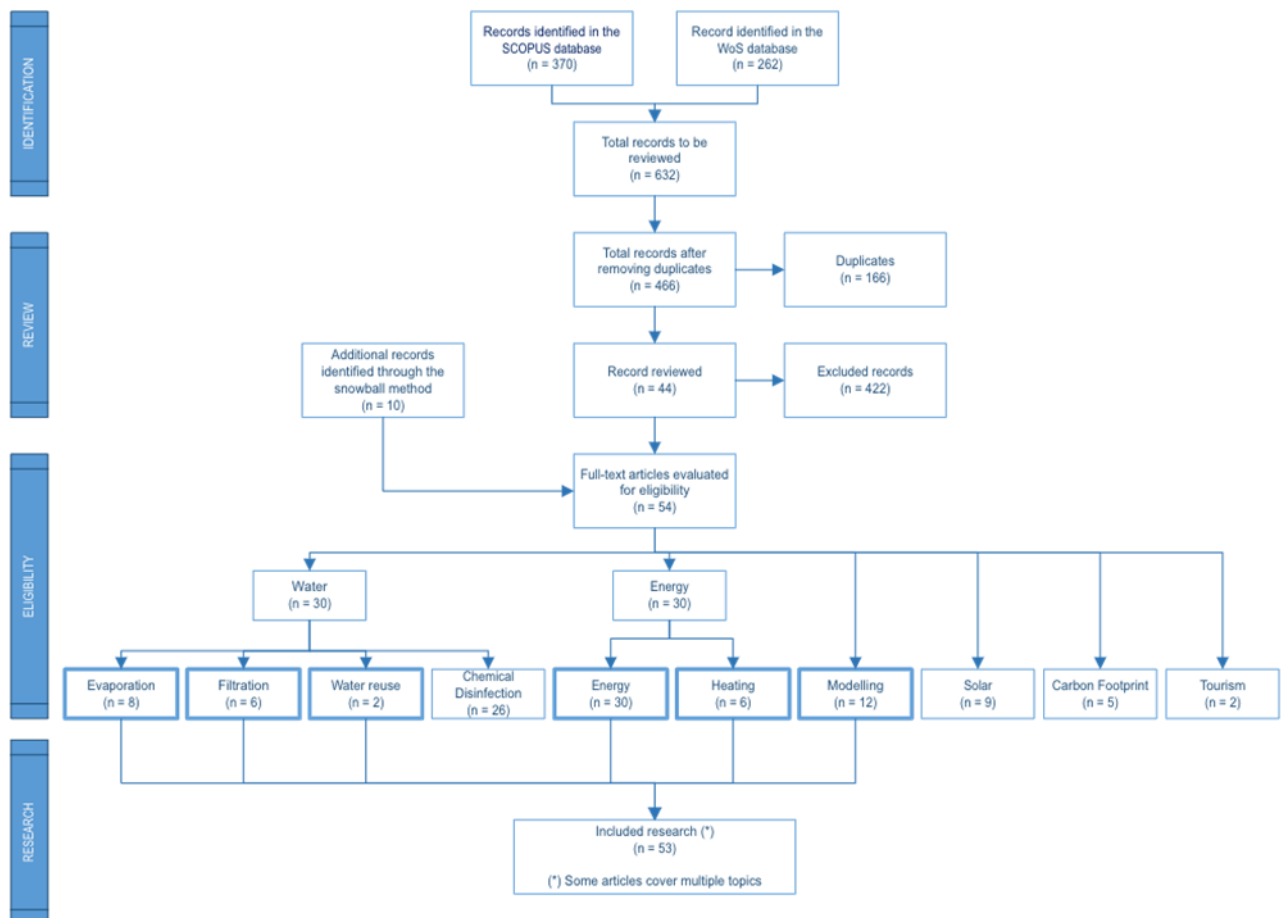 IDENTIFICATION
Records identified in the
SCOPUS database
(n = 370)
Record identified in the
WoS database
(n = 262)
Total records to be
reviewed
(n = 632)
REVIEW
Total records after
removing duplicates
(n = 466)
Duplicates
(n = 166)
Additional records
identified through the
snowball method
(n = 10)
Record reviewed
(n = 44)
Excluded records
(n = 422)
ELIGIBILITY
Full-text articles evaluated
for eligibility
(n = 54)
Water
(n = 30)
Energy
(n = 30)
Evaporation
(n = 8)
Filtration
(n = 6)
Water reuse
(n = 2)
Chemical
Disinfection
(n = 26)
Energy
(n = 30)
Heating
(n = 6)
Modelling
(n = 12)
Solar
(n = 9)
Carbon Footprint
(n = 5)
Tourism
(n = 2)
RESEARCH
Included research (*)
(n = 53)
(*) Some articles cover multiple topics